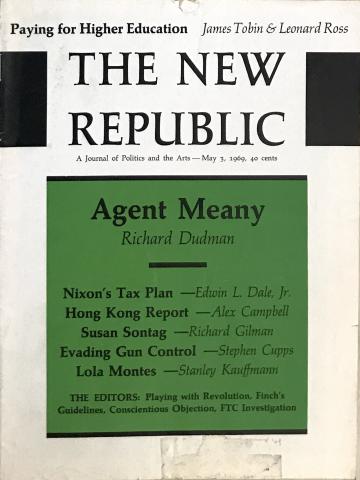 Paying for Higher Education James Tobin & Leonard Ross
THE NEW
REPUBLIC
A Journal of Politics and the Arts — May 3, 1969, 40 cents
Agent Meany
Richard Dudman
Nixon's Tax Plan —Edwin L. Dale, Jr.
Hong Kong Report —Alex Campbell
Susan Sontag —Richard Gilman
Evading Gun Control —Stephen Cupps
Lola Montes —Stanley Kauffmann
THE EDITORS: Playing with Revolution, Finch's
Guidelines, Conscientious Objection, FTC Investigation